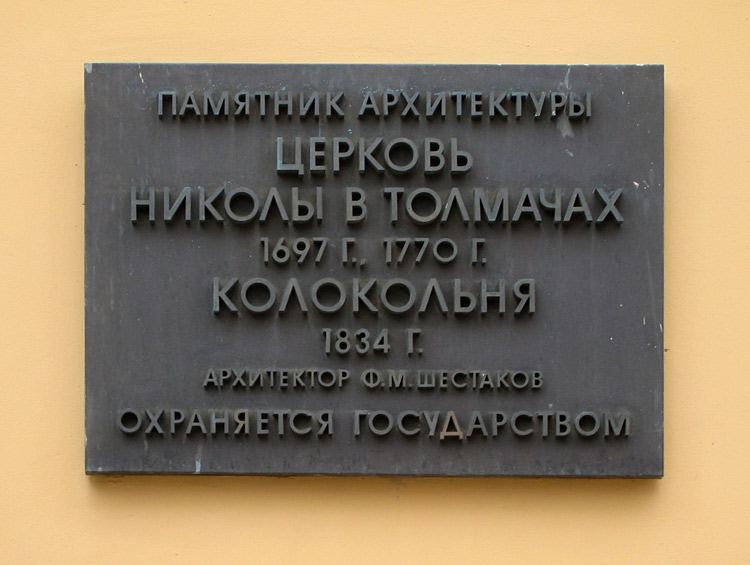 ПАМЯТНИК АРХИТЕКТУРЫ
ЦЕРКОВЬ
НИКОЛЫ В ТОЛМАЧАХ
1697 Г., 1770 Г.
КОЛОКОЛЬНЯ
1834 Г.
АРХИТЕКТОР Ф.М.ШЕСТАКОВ
ОХРАНЯЕТСЯ ГОСУДАРСТВОМ